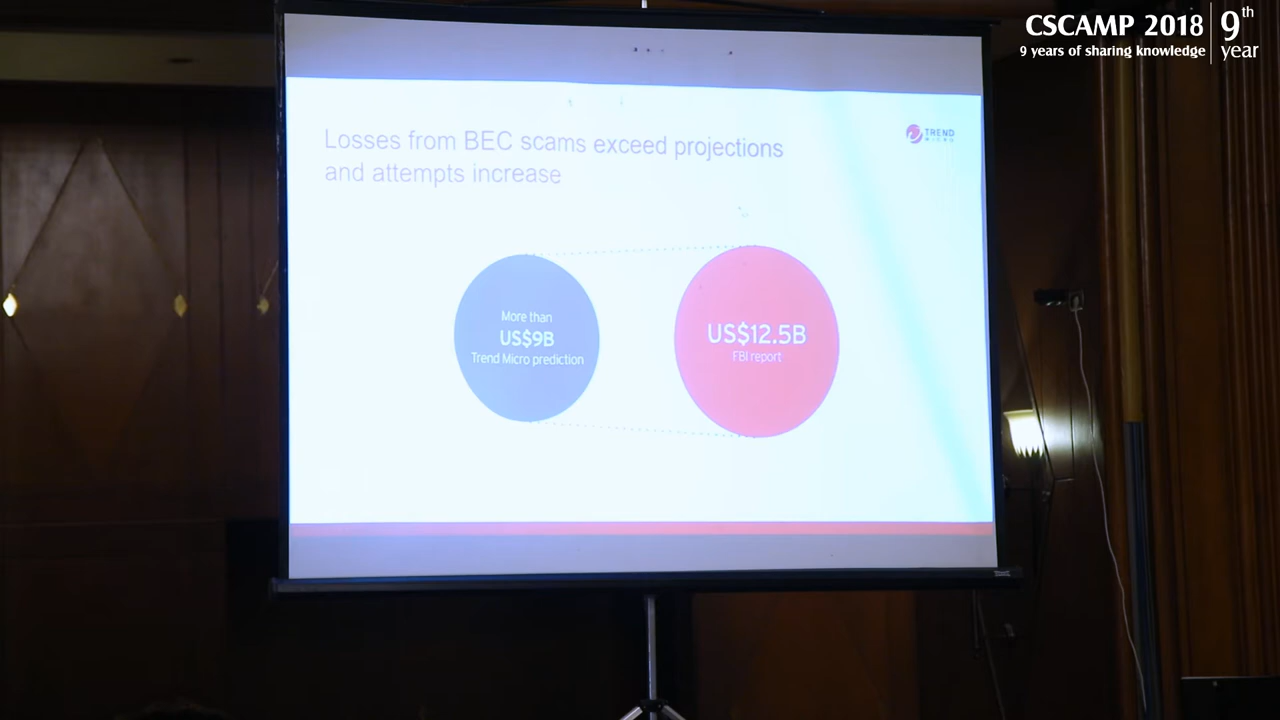 CSCAMP 2018 9th
9 years of sharing knowledge year
Losses from BEC scams exceed projections
and attempts increase
TREND
MICRO
More than
US$9B
Trend Micro prediction
US$12.5B
FBI report